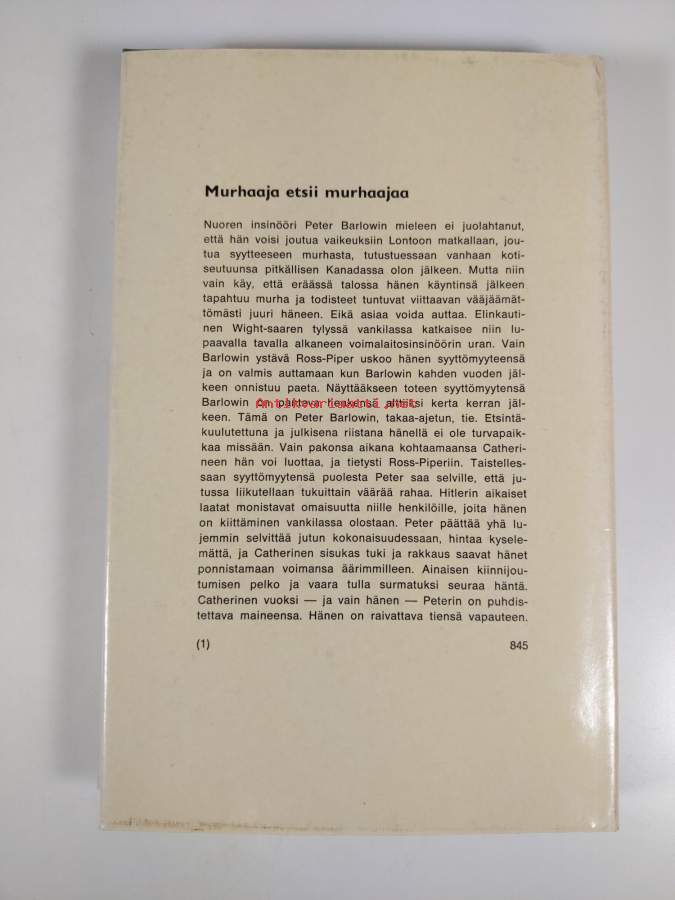 Murhaaja etsii murhaajaa
Nuoren insinööri Peter Barlowin mieleen ei juolahtanut,
että hän voisi joutua vaikeuksiin Lontoon matkallaan, jou-
tua syytteeseen murhasta, tutustuessaan vanhaan koti-
seutuunsa pitkällisen Kanadassa olon jälkeen. Mutta niin
vain käy, että eräässä talossa hänen käyntinsä jälkeen
tapahtuu murha ja todisteet tuntuvat viittaavan vääjäämät-
tömästi juuri häneen. Eikä asiaa voida auttaa. Elinkauti-
nen Wight-saaren tylyssä vankilassa katkaisee niin lu-
paavalla tavalla alkaneen voimalaitosinsinöörin uran. Vain
Barlowin ystävä Ross-Piper uskoo hänen syyttömyyteensä
ja on valmis auttamaan kun Barlowin kahden vuoden jäl-
keen onnistuu paeta. Näyttääkseen toteen syyttömyytensä
Barlowin on pantava henkensä alttiiksi kerta kerran jäl-
Antikvariaatti.net
keen. Tämä on Peter Barlowin, takaa-ajetun, tie. Etsintä-
kuulutettuna ja julkisena riistana hänellä ei ole turvapaik-
kaa missään. Vain pakonsa aikana kohtaamaansa Catheri-
neen hän voi luottaa, ja tietysti Ross-Piperiin. Taistelles-
saan syyttömyytensä puolesta Peter saa selville, että ju-
tussa liikutellaan tukuittain väärää rahaa. Hitlerin aikaiset
laatat monistavat omaisuutta niille henkilöille, joita hänen
on kiittäminen vankilassa olostaan. Peter päättää yhä lu-
jemmin selvittää jutun kokonaisuudessaan, hintaa kysele-
mättä, ja Catherinen sisukas tuki ja rakkaus saavat hänet
ponnistamaan voimansa äärimmilleen. Ainaisen kiinnijou-
tumisen pelko ja vaara tulla surmatuksi seuraa häntä.
Catherinen vuoksi — ja vain hänen — Peterin on puhdis-
tettava maineensa. Hänen on raivattava tiensä vapauteen.
(1) 845